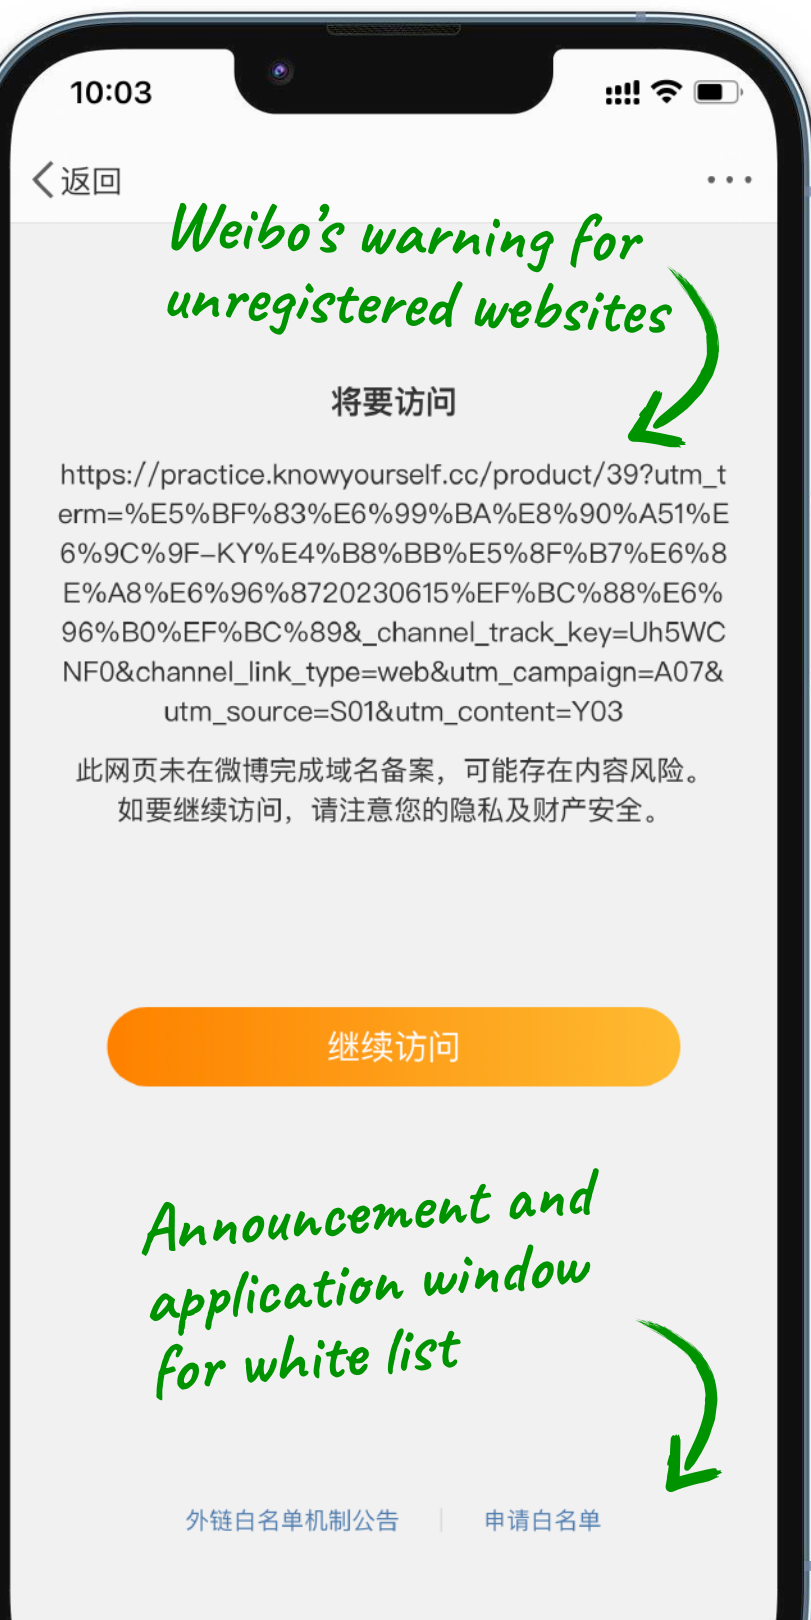 10:03
返回
Weibo's warning for
unregistered websites
将要访问
https://practice.knowyourself.cc/product/39?utm_t
erm=%E5%BF%83%E6%99%BA%E8%90%A51%E
6%9C%9F-KY%E4%B8%BB%E5%8F%B7%E6%8
E%A8%E6%96%8720230615%EF%BC%88%E6%
96%B0%EF%BC%89&_channel_track_key=Uh5WC
NF0&channel_link_type=web&utm_campaign=A07&
utm_source=S01&utm_content=Y03
此网页未在微博完成域名备案，可能存在内容风险。
如要继续访问，请注意您的隐私及财产安全。
继续访问
Announcement and
application window
for white list
外链白名单机制公告 | 申请白名单